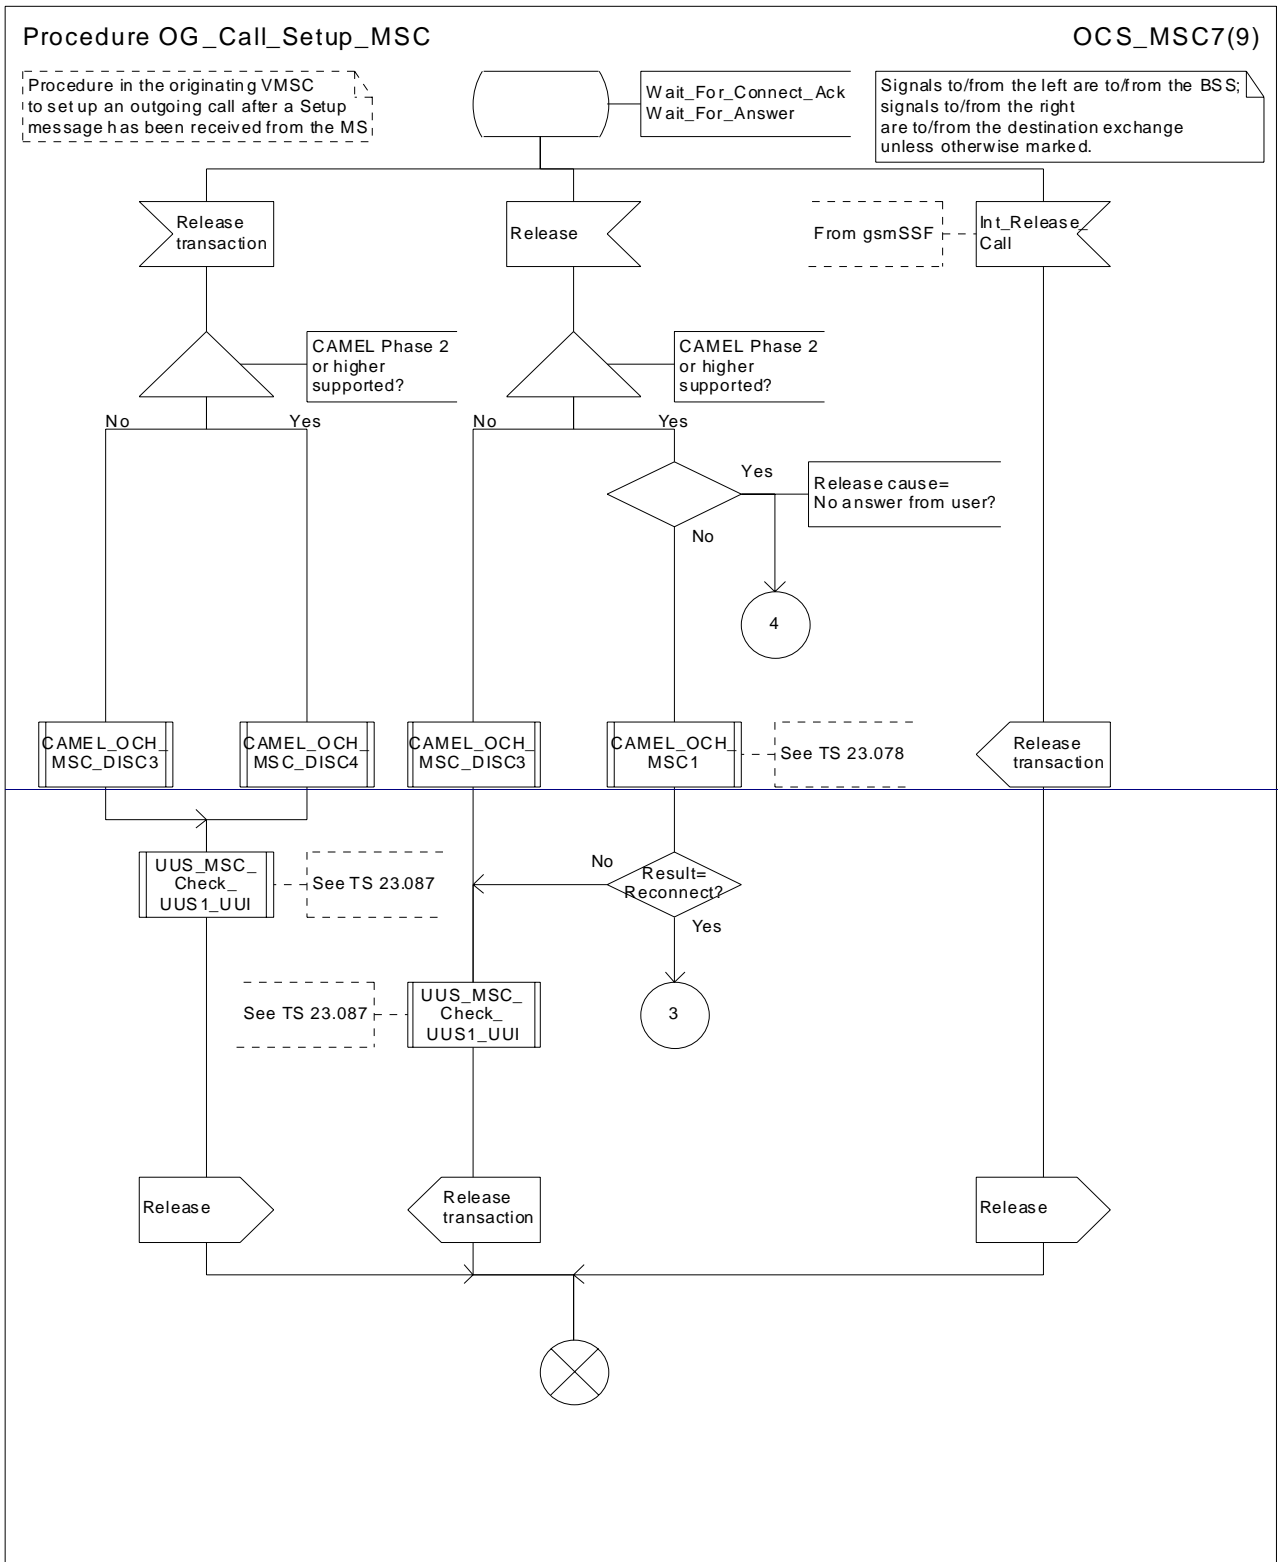 Procedure OG_Call_Setup_MSC
OCS_MSC7(9)
Procedure in the originating VMSC
to set up an outgoing call after a Setup
message has been received from the MS
Wait_For_Connect_Ack
Wait_For_Answer
Signals to/from the left are to/from the BSS;
signals to/from the right
are to/from the destination exchange
unless otherwise marked.
Release
transaction
Release
From gsmSSF
Int_Release_
Call
CAMEL Phase 2
or higher
supported?
CAMEL Phase 2
or higher
supported?
No
Yes
No
Yes
Yes
Release cause=
No answer from user?
No
4
CAMEL_OCH_
MSC_DISC3
CAMEL_OCH_
MSC_DISC4
CAMEL_OCH_
MSC_DISC3
CAMEL_OCH_
MSC1
See TS 23.078
Release
transaction
UUS_MSC_
Check_
UUS1_UUI
See TS 23.087
No
Result=
Reconnect?
Yes
See TS 23.087
UUS_MSC_
Check_
UUS1_UUI
3
Release
Release
transaction
Release